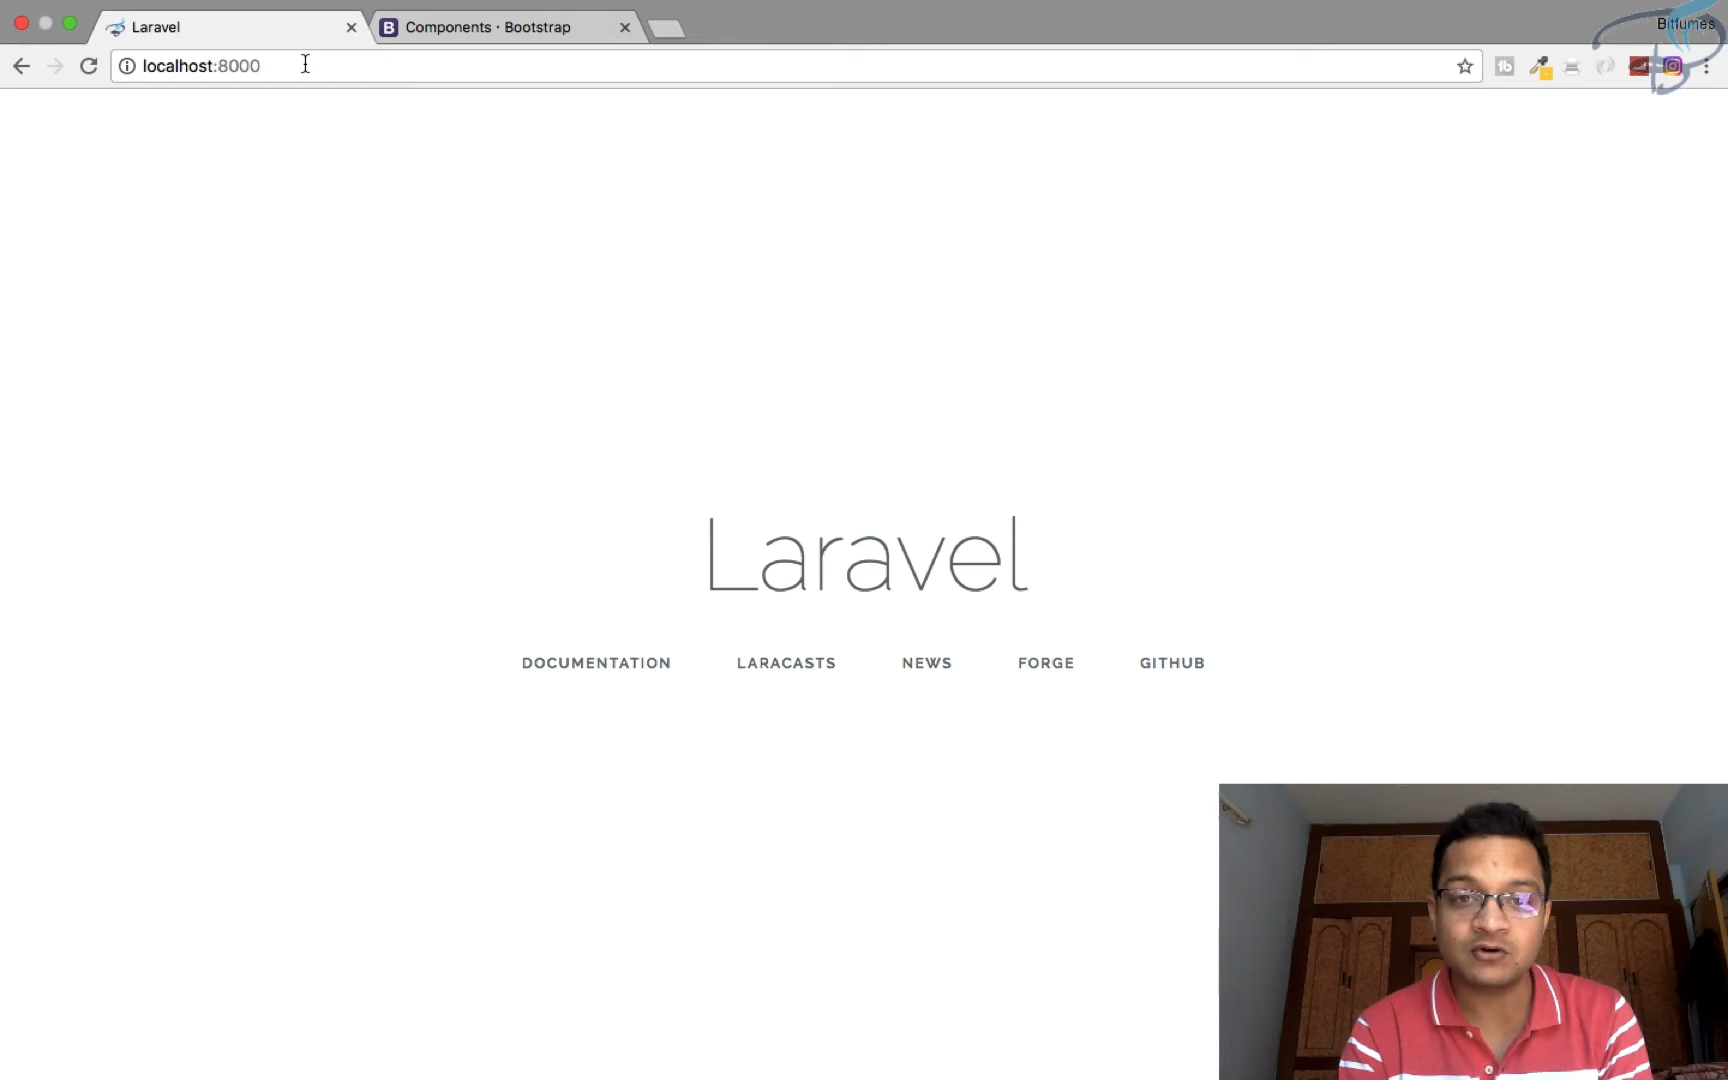 Laravel
Components · Bootstrap
Bitfumes
localhost:8000
Laravel
DOCUMENTATION
LARACASTS
NEWS
FORGE
GITHUB